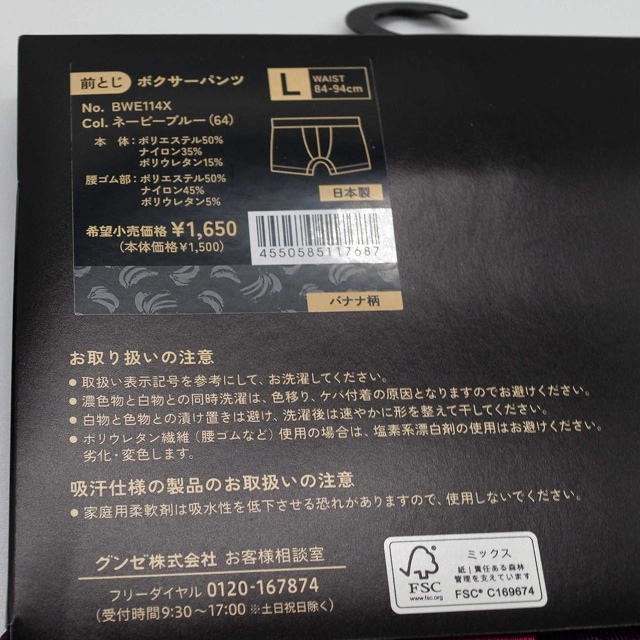 前とじ ボクサーパンツ
L WAIST 84-94cm
No. BWE114X
Col. ネービーブルー(64)
本 体:ポリエステル50%
ナイロン35%
ポリウレタン15%
腰ゴム部:ポリエステル50%
ナイロン45%
ポリウレタン5%
日本製
希望小売価格 ¥1,650
(本体価格¥1,500)
4550585117687
バナナ柄
お取り扱いの注意
● 取扱い表示記号を参考にして、お洗濯してください。
● 濃色物と白物との同時洗濯は、色移り、ケバ付着の原因となりますのでお避けください。
● 白物と色物との漬け置きは避け、洗濯後は速やかに形を整えて干してください。
● ポリウレタン繊維(腰ゴムなど)使用の場合は、塩素系漂白剤の使用はお避けください。
劣化・変色します。
吸汗仕様の製品のお取扱いの注意
● 家庭用柔軟剤は吸水性を低下させる恐れがありますので、使用しないでください。
グンゼ株式会社 お客様相談室
フリーダイヤル 0120-167874
(受付時間9:30〜17:00 ※土日祝日除く)
FSC
www.fsc.org
ミックス
紙|責任ある森林
管理を支えています
FSC® C169674